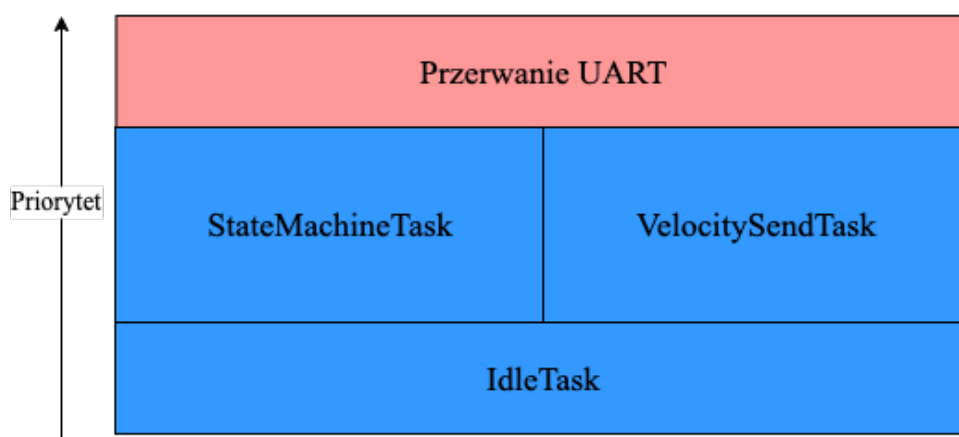 Przerwanie UART
Priorytet
StateMachineTask
VelocitySendTask
IdleTask